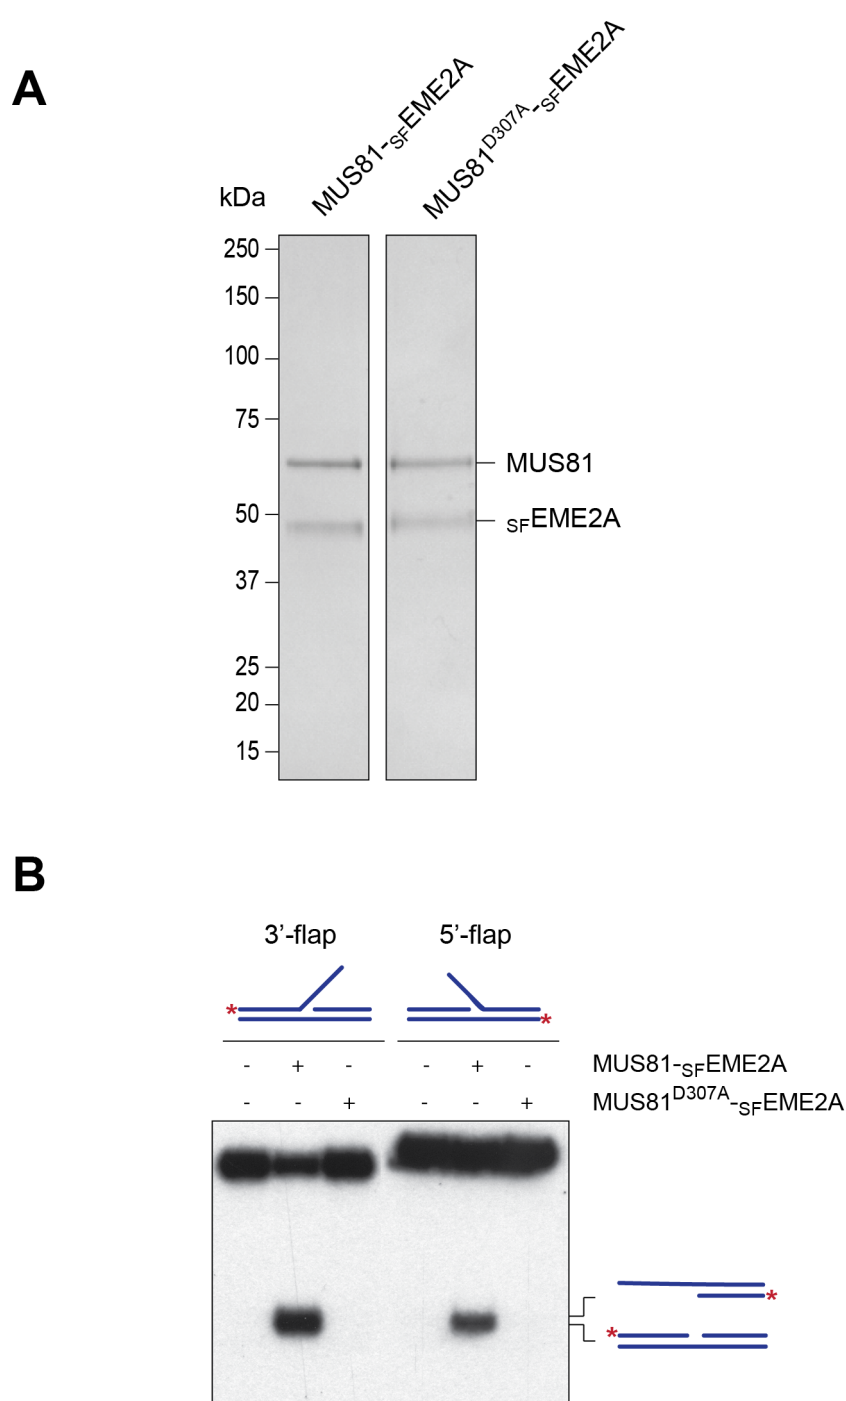 A
MUS81-SFEME2A
MUS81D307A-SFEME2A
kDa
250
150
100
75
MUS81
50
SFEME2A
37
25
20
15
B
3’-flap 5’-flap
* *
- + - - + - MUS81-SFEME2A
- - + - - + MUS81D307A-SFEME2A
*
*